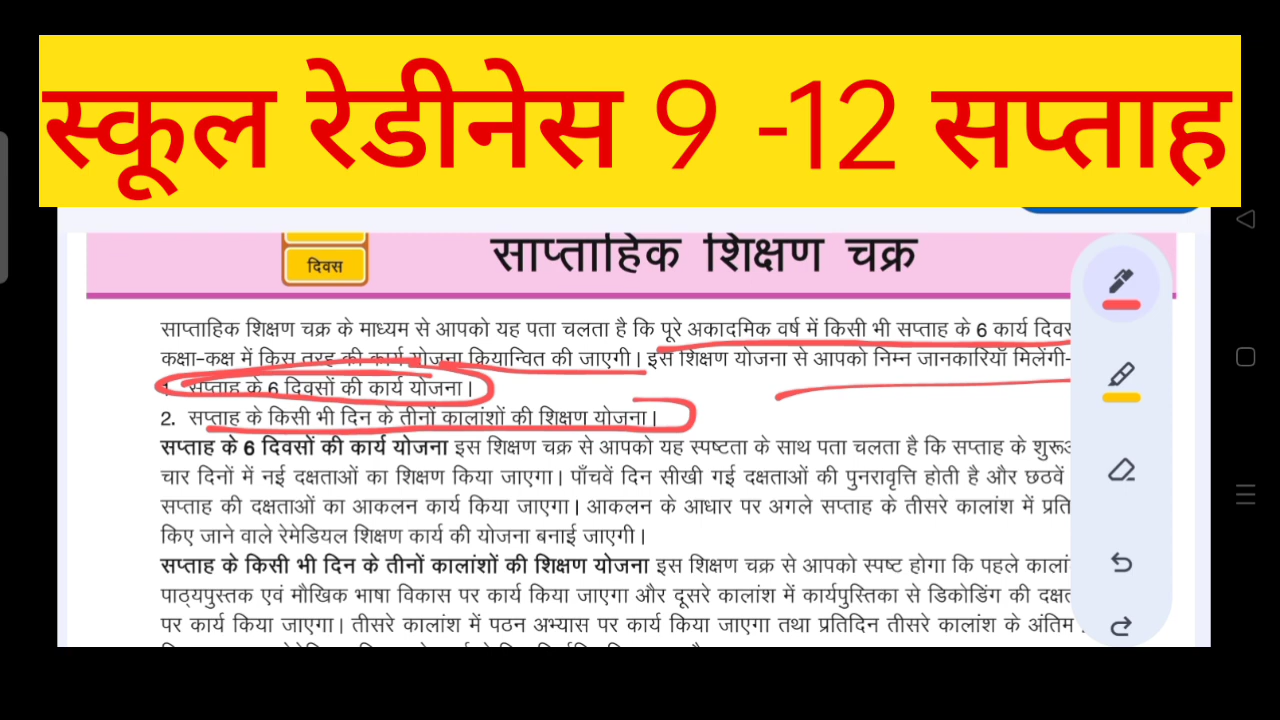 स्कूल रेडीनेस 9 -12 सप्ताह
दिवस
साप्ताहिक शिक्षण चक्र
साप्ताहिक शिक्षण चक्र के माध्यम से आपको यह पता चलता है कि पूरे अकादमिक वर्ष में किसी भी सप्ताह के 6 कार्य दिवस
कक्षा-कक्ष में किस तरह की कार्य योजना क्रियान्वित की जाएगी। इस शिक्षण योजना से आपको निम्न जानकारियाँ मिलेंगी-
1. सप्ताह के 6 दिवसों की कार्य योजना।
2. सप्ताह के किसी भी दिन के तीनों कालांशों की शिक्षण योजना।
सप्ताह के 6 दिवसों की कार्य योजना इस शिक्षण चक्र से आपको यह स्पष्टता के साथ पता चलता है कि सप्ताह के
चार दिनों में नई दक्षताओं का शिक्षण किया जाएगा। पाँचवें दिन सीखी गई दक्षताओं की पुनरावृत्ति होती है और छठवें
सप्ताह की दक्षताओं का आकलन कार्य किया जाएगा। आकलन के आधार पर अगले सप्ताह के तीसरे कालांश में
किए जाने वाले रेमेडियल शिक्षण कार्य की योजना बनाई जाएगी।
सप्ताह के किसी भी दिन के तीनों कालांशों की शिक्षण योजना इस शिक्षण चक्र से आपको स्पष्ट होगा कि पहले
पाठ्यपुस्तक एवं मौखिक भाषा विकास पर कार्य किया जाएगा और दूसरे कालांश में कार्यपुस्तिका से डिकोडिंग की
पर कार्य किया जाएगा। तीसरे कालांश में पठन अभ्यास पर कार्य किया जाएगा तथा प्रतिदिन तीसरे कालांश के अंतिम